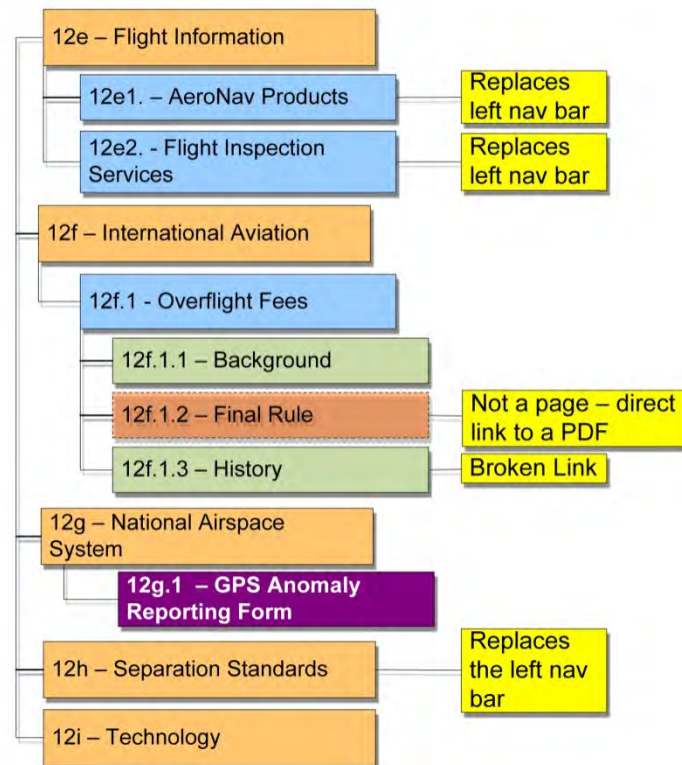 12e – Flight Information
12e1. – AeroNav Products
Replaces
left nav bar
12e2. - Flight Inspection
Services
Replaces
left nav bar
12f – International Aviation
12f.1 - Overflight Fees
12f.1.1 – Background
12f.1.2 – Final Rule
Not a page – direct
link to a PDF
12f.1.3 – History
Broken Link
12g – National Airspace
System
12g.1 – GPS Anomaly
Reporting Form
12h – Separation Standards
Replaces
the left nav
bar
12i – Technology